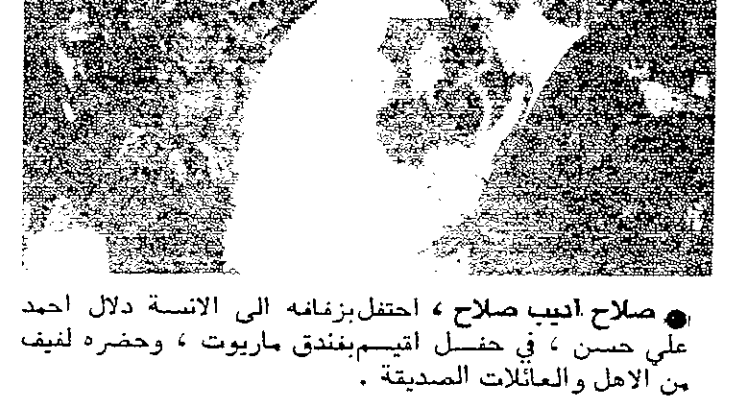 ● صلاح اديب صلاح ، احتفل بزفافه الى الانسة دلال احمد
علي حسن ، في حفل اقيم بفندق ماريوت ، وحضره لفيف
من الاهل والعائلات الصديقة .